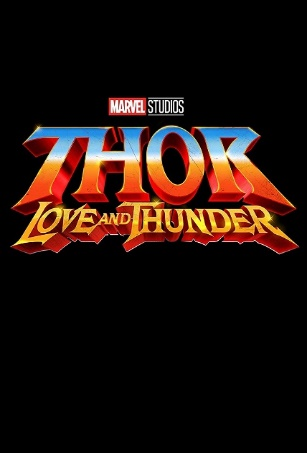 MARVEL STUDIOS
THOR
LOVE AND THUNDER